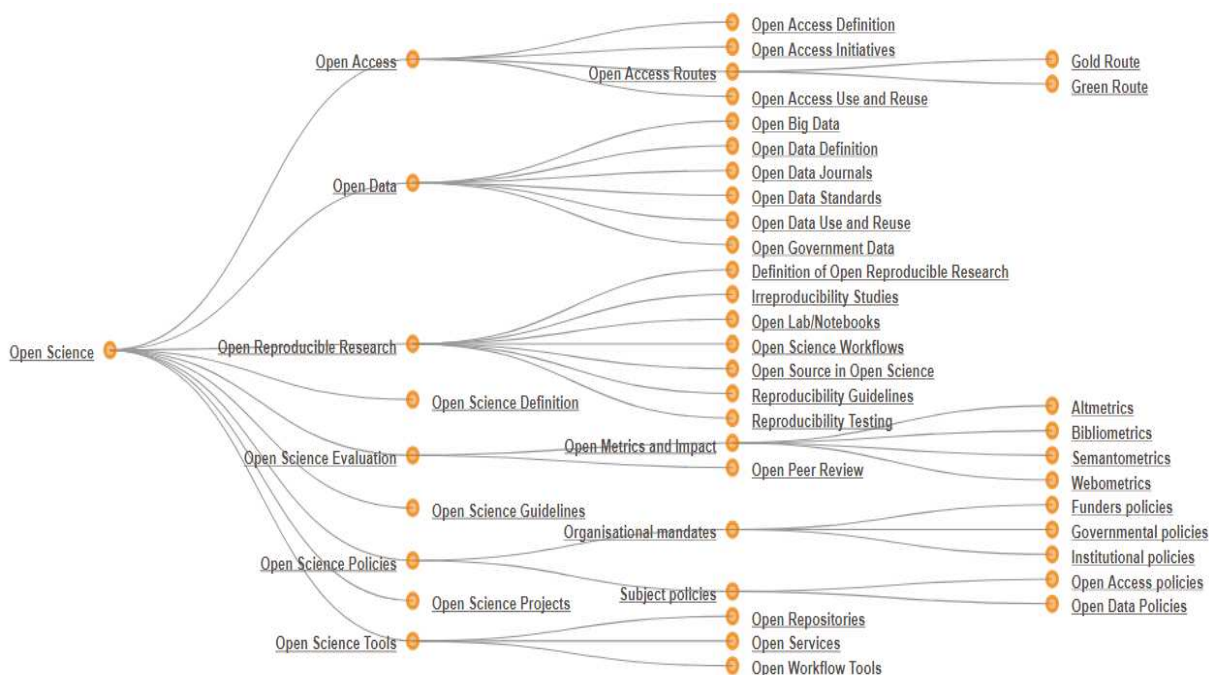 Open Science
Open Access
Open Access Definition
Open Access Initiatives
Open Access Routes
Gold Route
Green Route
Open Access Use and Reuse
Open Data
Open Big Data
Open Data Definition
Open Data Journals
Open Data Standards
Open Data Use and Reuse
Open Government Data
Open Reproducible Research
Definition of Open Reproducible Research
Irreproducibility Studies
Open Lab/Notebooks
Open Science Workflows
Open Source in Open Science
Reproducibility Guidelines
Reproducibility Testing
Open Science Definition
Open Science Evaluation
Open Metrics and Impact
Altmetrics
Bibliometrics
Semantometrics
Webometrics
Open Peer Review
Open Science Guidelines
Open Science Policies
Organisational mandates
Funders policies
Governmental policies
Institutional policies
Subject policies
Open Access policies
Open Data Policies
Open Science Projects
Open Science Tools
Open Repositories
Open Services
Open Workflow Tools